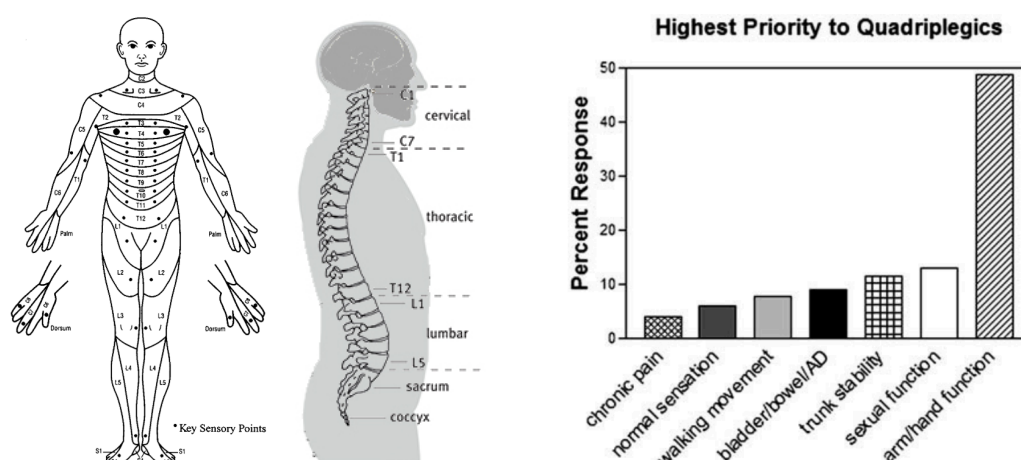 C2
C3
C4
T2
T3
T2
C5
T4
C5
T5
T6
T7
T8
T1
T9
T1
T10
C6
T11
C6
T12
L1
L1
Palm
Palm
L2
L2
Dorsum
Dorsum
L3
L3
L4
L4
L5
L5
• Key Sensory Points
S1
S1
C1
cervical
C7
T1
thoracic
T12
L1
lumbar
L5
sacrum
coccyx
Highest Priority to Quadriplegics
Percent Response
50
40
30
20
10
0
chronic pain
normal sensation
walking movement
bladder/bowel/AD
trunk stability
sexual function
arm/hand function